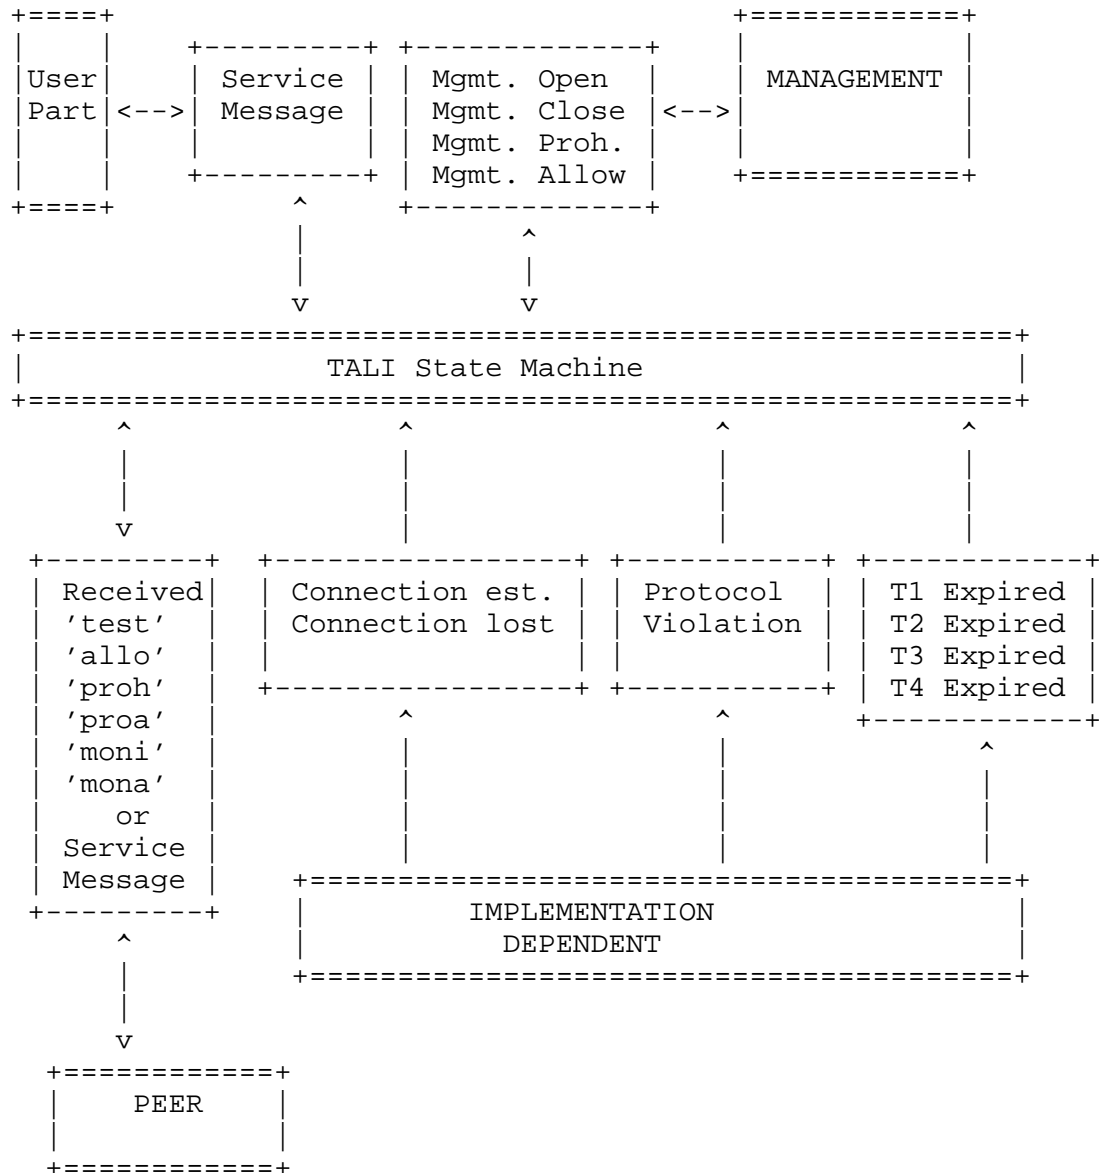 +====+                                    +============+
|    |    +---------+ +-------------+    |            |
|User|    | Service | | Mgmt. Open  |    | MANAGEMENT |
|Part|<-->| Message | | Mgmt. Close |<-->|            |
|    |    |         | | Mgmt. Proh. |    |            |
|    |    +---------+ | Mgmt. Allow |    +============+
+====+          ^     +-------------+
                |            ^
                |            |
                v            v
+========================================================+
|                 TALI State Machine                     |
+========================================================+
      ^               ^                 ^             ^
      |               |                 |             |
      |               |                 |             |
      v               |                 |             |
 +---------+  +-----------------+ +-----------+ +------------+
 | Received|  | Connection est. | | Protocol  | | T1 Expired |
 | 'test'  |  | Connection lost | | Violation | | T2 Expired |
 | 'allo'  |  |                 | |           | | T3 Expired |
 | 'proh'  |  +-----------------+ +-----------+ | T4 Expired |
 | 'proa'  |          ^                 ^       +------------+
 | 'moni'  |          |                 |              ^
 | 'mona'  |          |                 |              |
 |    or   |          |                 |              |
 | Service |          |                 |              |
 | Message |    +========================================+
 +---------+    |         IMPLEMENTATION                 |
      ^         |           DEPENDENT                    |
      |         +========================================+
      |
      v
  +============+
  |    PEER    |
  |            |
  +============+